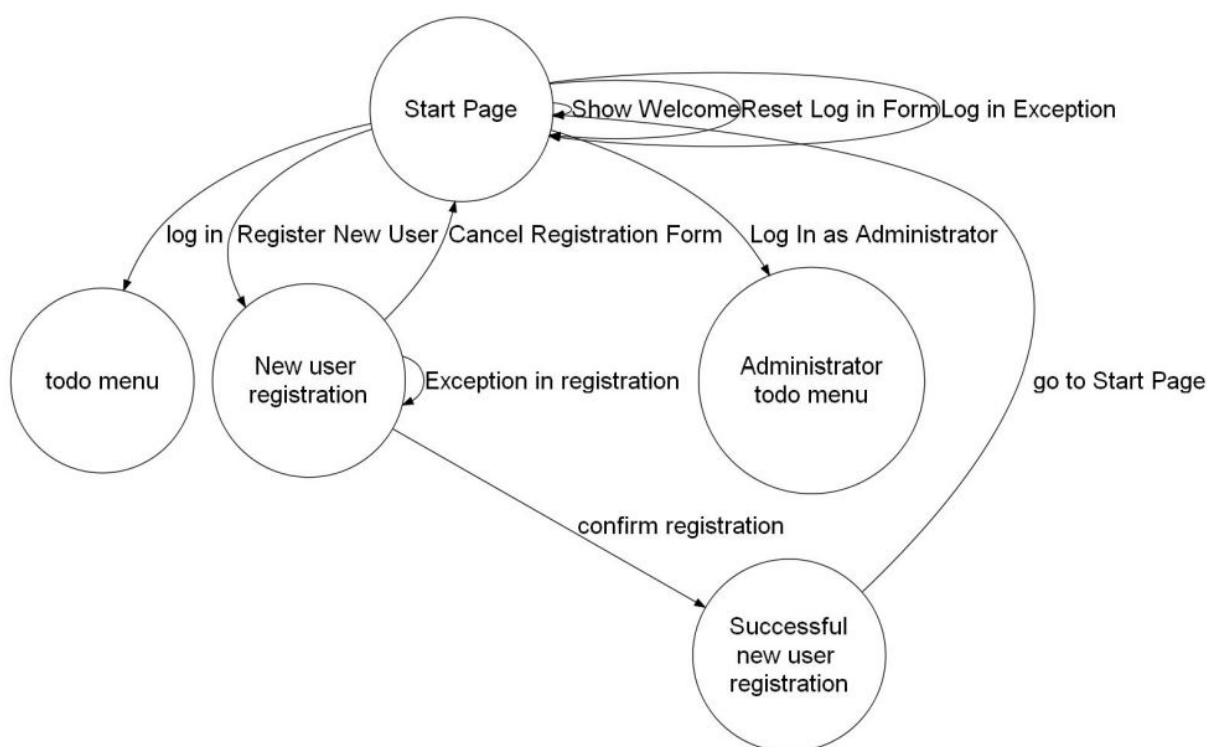 Start Page
Show Welcome
Reset Log in Form
Log in Exception
log in
Register New User
Cancel Registration Form
Log In as Administrator
todo menu
New user
registration
Exception in registration
Administrator
todo menu
go to Start Page
confirm registration
Successful
new user
registration